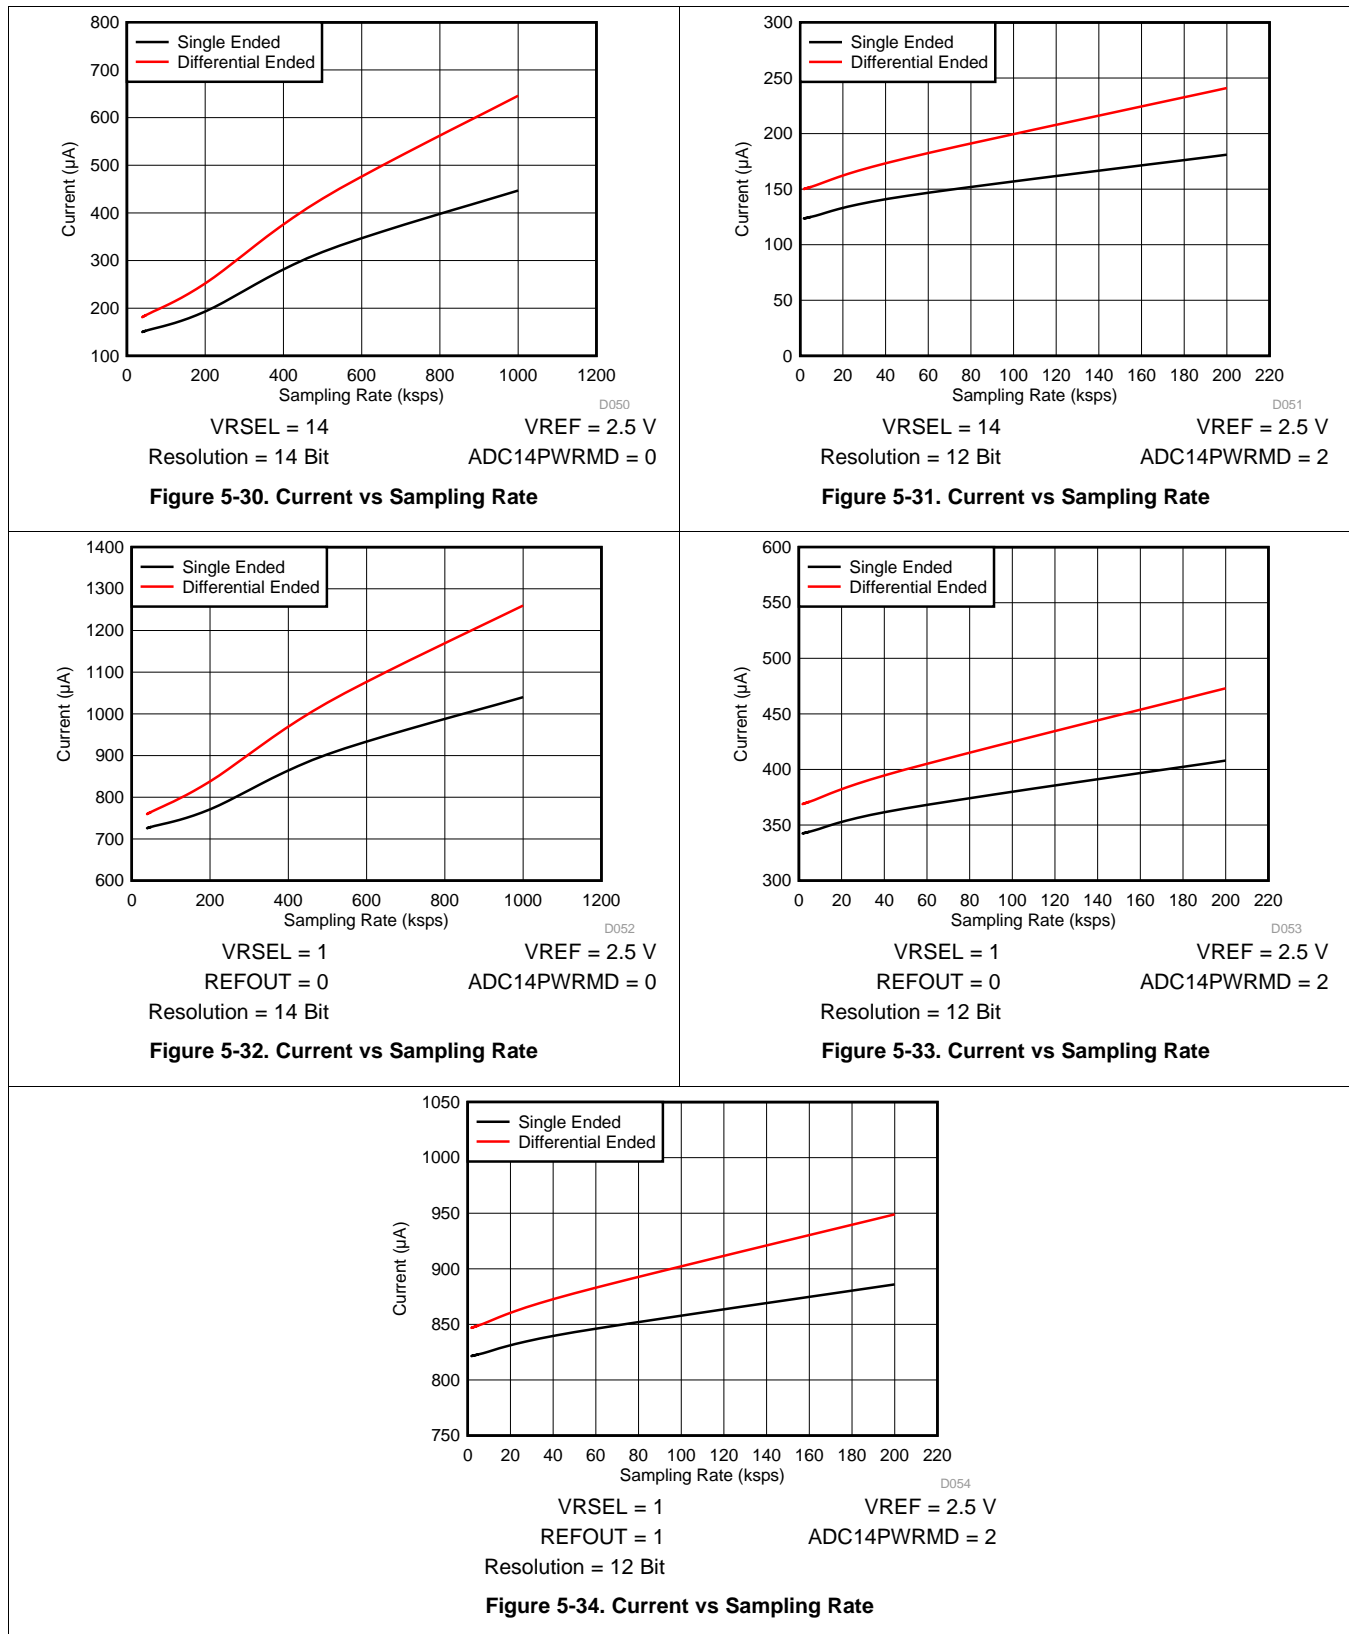 800
700
600
500
400
300
200
100
Current (µA)
Single Ended
Differential Ended
0 200 400 600 800 1000 1200
Sampling Rate (ksps)
D050
VRSEL = 14 VREF = 2.5 V
Resolution = 14 Bit ADC14PWRMD = 0
Figure 5-30. Current vs Sampling Rate
300
250
200
150
100
50
0
Current (µA)
Single Ended
Differential Ended
0 20 40 60 80 100 120 140 160 180 200 220
Sampling Rate (ksps)
D051
VRSEL = 14 VREF = 2.5 V
Resolution = 12 Bit ADC14PWRMD = 2
Figure 5-31. Current vs Sampling Rate
1400
1300
1200
1100
1000
900
800
700
600
Current (µA)
Single Ended
Differential Ended
0 200 400 600 800 1000 1200
Sampling Rate (ksps)
D052
VRSEL = 1 VREF = 2.5 V
REFOUT = 0 ADC14PWRMD = 0
Resolution = 14 Bit
Figure 5-32. Current vs Sampling Rate
600
550
500
450
400
350
300
Current (µA)
Single Ended
Differential Ended
0 20 40 60 80 100 120 140 160 180 200 220
Sampling Rate (ksps)
D053
VRSEL = 1 VREF = 2.5 V
REFOUT = 0 ADC14PWRMD = 2
Resolution = 12 Bit
Figure 5-33. Current vs Sampling Rate
1050
1000
950
900
850
800
750
Current (µA)
Single Ended
Differential Ended
0 20 40 60 80 100 120 140 160 180 200 220
Sampling Rate (ksps)
D054
VRSEL = 1 VREF = 2.5 V
REFOUT = 1 ADC14PWRMD = 2
Resolution = 12 Bit
Figure 5-34. Current vs Sampling Rate